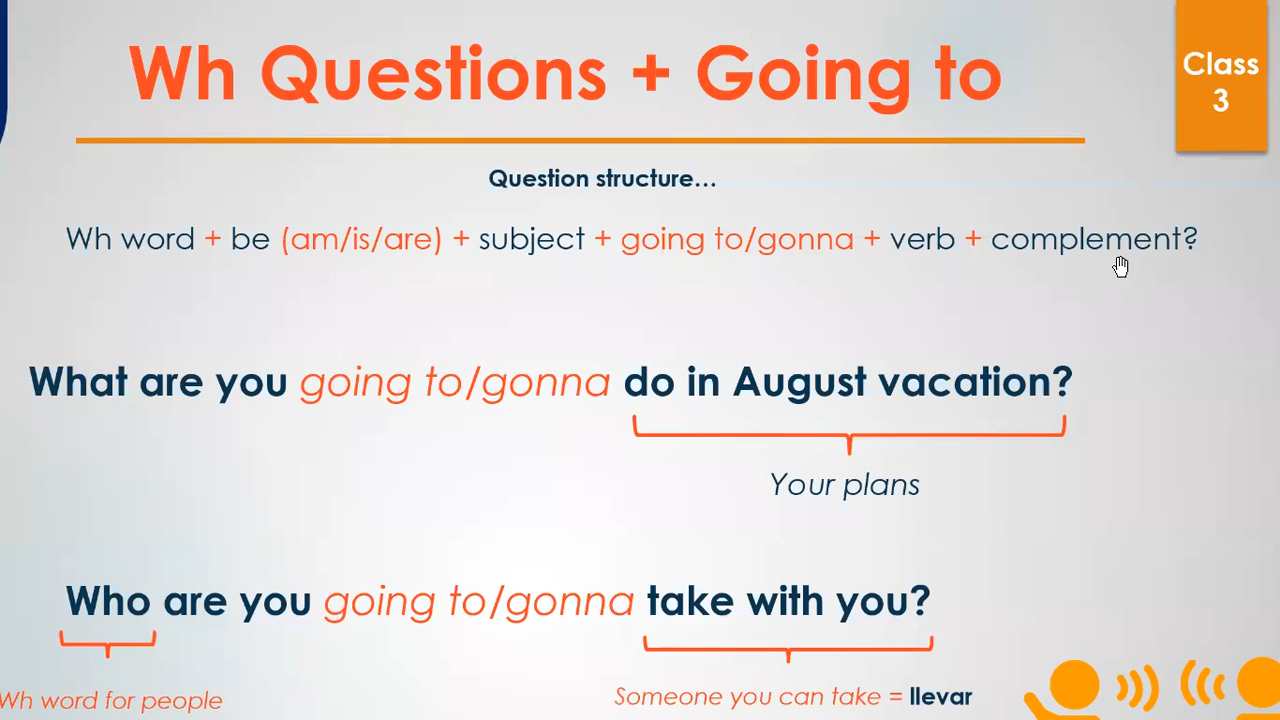 Wh Questions + Going to
Class
3
Question structure...
Wh word + be (am/is/are) + subject + going to/gonna + verb + complement?
What are you going to/gonna do in August vacation?
Your plans
Who are you going to/gonna take with you?
Wh word for people
Someone you can take = llevar